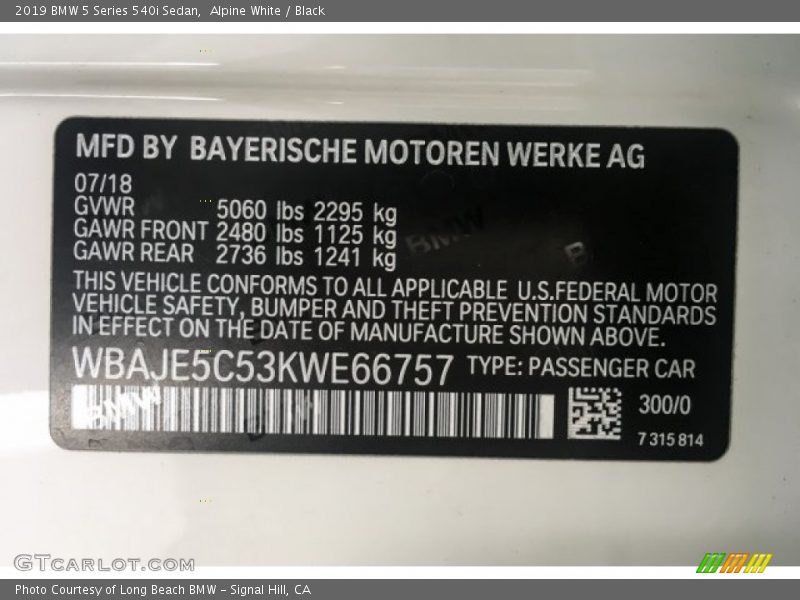 2019 BMW 5 Series 540i Sedan,  Alpine White / Black
MFD BY BAYERISCHE MOTOREN WERKE AG
07/18
GVWR 5060 lbs 2295 kg
GAWR FRONT 2480 lbs 1125 kg
GAWR REAR 2736 lbs 1241 kg
THIS VEHICLE CONFORMS TO ALL APPLICABLE U.S.FEDERAL MOTOR
VEHICLE SAFETY, BUMPER AND THEFT PREVENTION STANDARDS
IN EFFECT ON THE DATE OF MANUFACTURE SHOWN ABOVE.
WBAJE5C53KWE66757 TYPE: PASSENGER CAR
300/0
7 315 814
BMW
BMW
GTCARLOT.COM
Photo Courtesy of Long Beach BMW – Signal Hill, CA